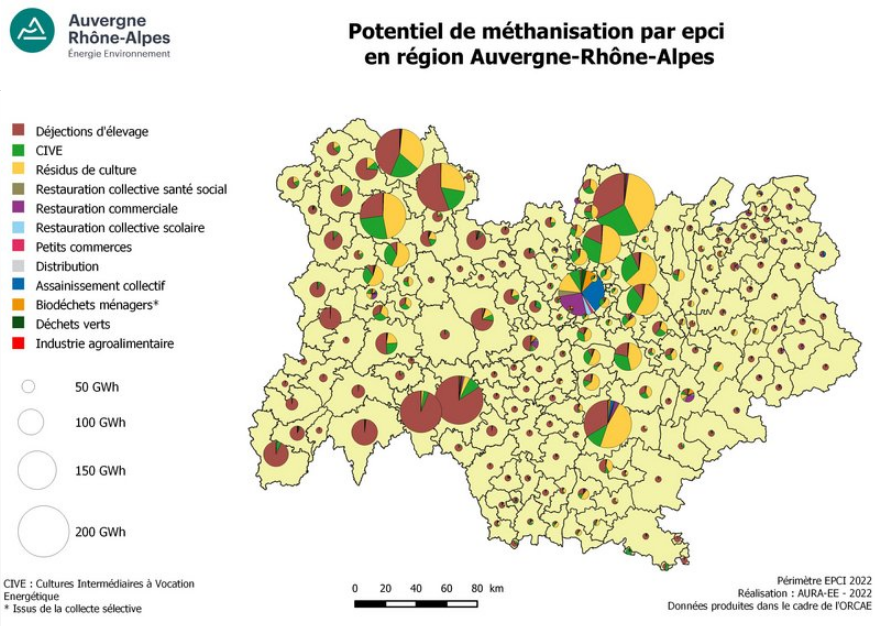 Auvergne
Rhône-Alpes
Énergie Environnement
Potentiel de méthanisation par epci
en région Auvergne-Rhône-Alpes
Déjections d'élevage
CIVE
Résidus de culture
Restauration collective santé social
Restauration commerciale
Restauration collective scolaire
Petits commerces
Distribution
Assainissement collectif
Biodéchets ménagers*
Déchets verts
Industrie agroalimentaire
50 GWh
100 GWh
150 GWh
200 GWh
CIVE : Cultures Intermédiaires à Vocation
Energétique
* Issus de la collecte sélective
0 20 40 60 80 km
Périmètre EPCI 2022
Réalisation : AURA-EE - 2022
Données produites dans le cadre de l'ORCAE